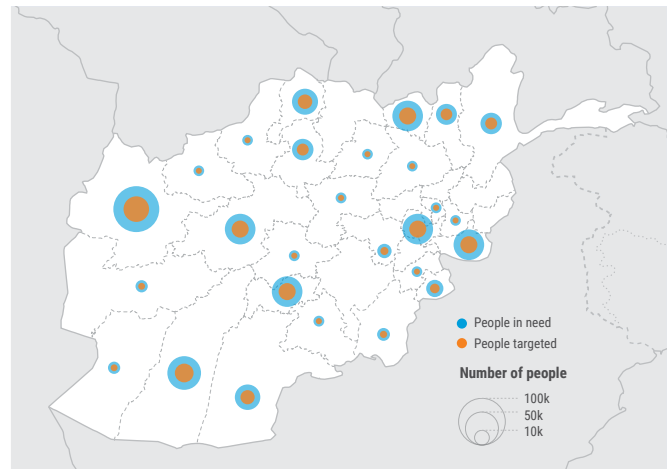 People in need
People targeted
Number of people
100k
50k
10k